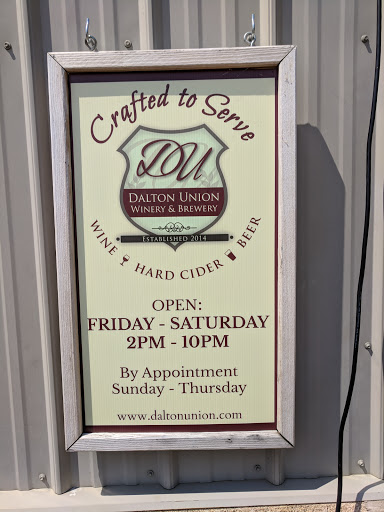 Crafted to Serve
DU
DALTON UNION
WINERY & BREWERY
ESTABLISHED 2014
WINE HARD CIDER BEER
OPEN:
FRIDAY - SATURDAY
2PM - 10PM
By Appointment
Sunday - Thursday
www.daltonunion.com